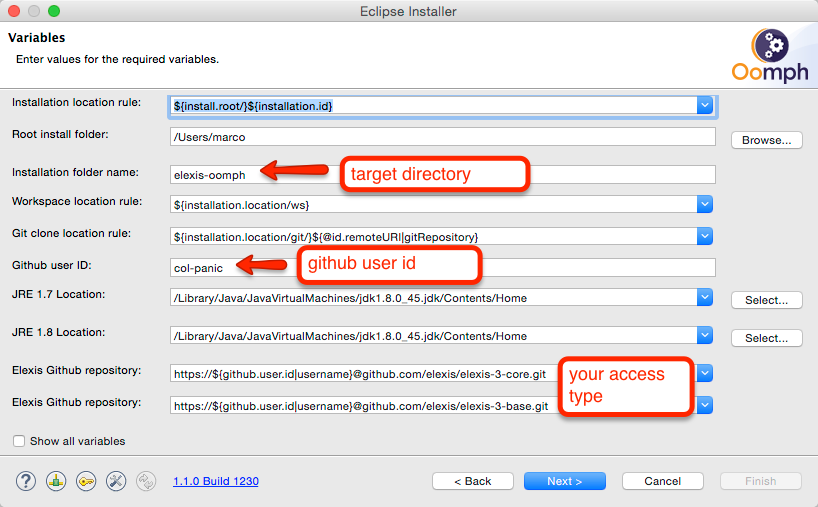 Eclipse Installer
Variables
Enter values for the required variables.
Oomph
Installation location rule: ${install.root/}${installation.id}
Root install folder: /Users/marco Browse...
Installation folder name: elexis-oomph target directory
Workspace location rule: ${installation.location/ws}
Git clone location rule: ${installation.location/git/}${@id.remoteURI|gitRepository}
Github user ID: col-panic github user id
JRE 1.7 Location: /Library/Java/JavaVirtualMachines/jdk1.8.0_45.jdk/Contents/Home Select...
JRE 1.8 Location: /Library/Java/JavaVirtualMachines/jdk1.8.0_45.jdk/Contents/Home Select...
Elexis Github repository: https://${github.user.id|username}@github.com/elexis/elexis-3-core.git your access
type
Elexis Github repository: https://${github.user.id|username}@github.com/elexis/elexis-3-base.git
Show all variables
? 1.1.0 Build 1230 < Back Next > Cancel Finish